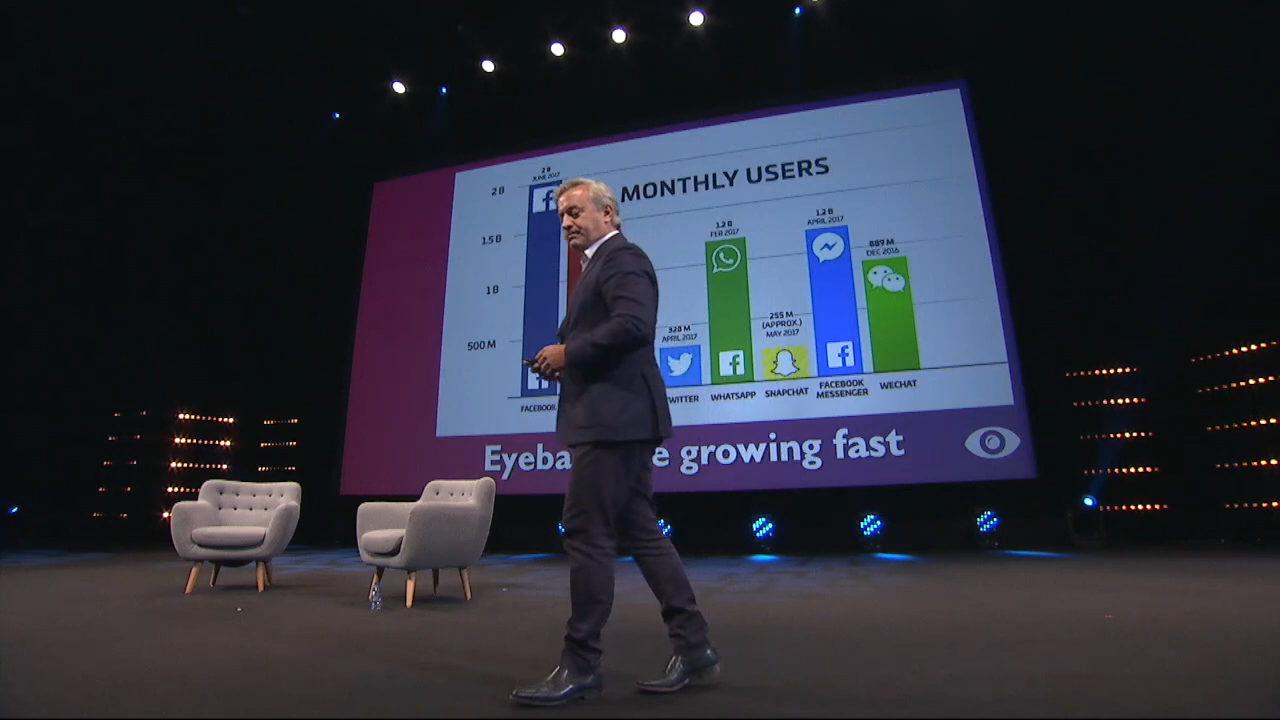 MONTHLY USERS
2 B
JUNE 2017
2 B
1.5 B
1 B
500 M
328 M
APRIL 2017
1.2 B
FEB 2017
255 M
(APPROX.)
MAY 2017
1.2 B
APRIL 2017
889 M
DEC 2016
FACEBOOK
TWITTER
WHATSAPP
SNAPCHAT
FACEBOOK
MESSENGER
WECHAT
Eyeba e growing fast